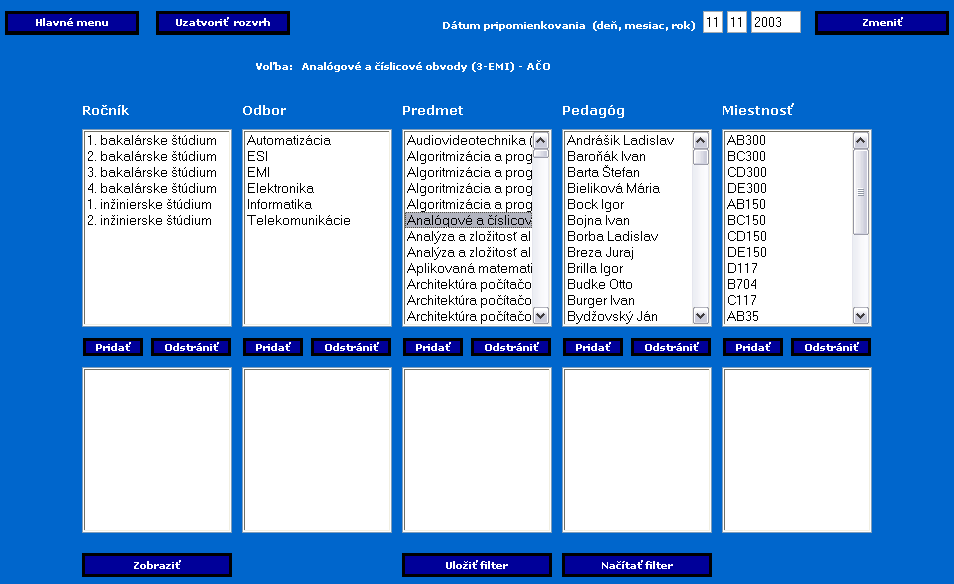 Hlavné menu Uzatvoriť rozvrh Dátum pripomienkovania (deň, mesiac, rok) 11 11 2003 Zmeniť
Voľba: Analógové a číslicové obvody (3-EMI) - AČO
Ročník
1. bakalárske štúdium
2. bakalárske štúdium
3. bakalárske štúdium
4. bakalárske štúdium
1. inžinierske štúdium
2. inžinierske štúdium
Pridať Odstrániť
Odbor
Automatizácia
ESI
EMI
Elektronika
Informatika
Telekomunikácie
Pridať Odstrániť
Predmet
Audiovideotechnika (
Algoritmizácia a prog
Algoritmizácia a prog
Algoritmizácia a prog
Algoritmizácia a prog
Analógové a číslicov
Analýza a zložitosť al
Analýza a zložitosť al
Aplikovaná matemati
Architektúra počítačo
Architektúra počítačo
Architektúra počítačo
Pridať Odstrániť
Pedagóg
Andrášik Ladislav
Baroňák Ivan
Barta Štefan
Bieliková Mária
Bock Igor
Bojna Ivan
Borba Ladislav
Breza Juraj
Brilla Igor
Budke Otto
Burger Ivan
Bydžovský Ján
Pridať Odstrániť
Miestnosť
AB300
BC300
CD300
DE300
AB150
BC150
CD150
DE150
D117
B704
C117
AB35
Pridať Odstrániť
Zobraziť Uložiť filter Načítať filter